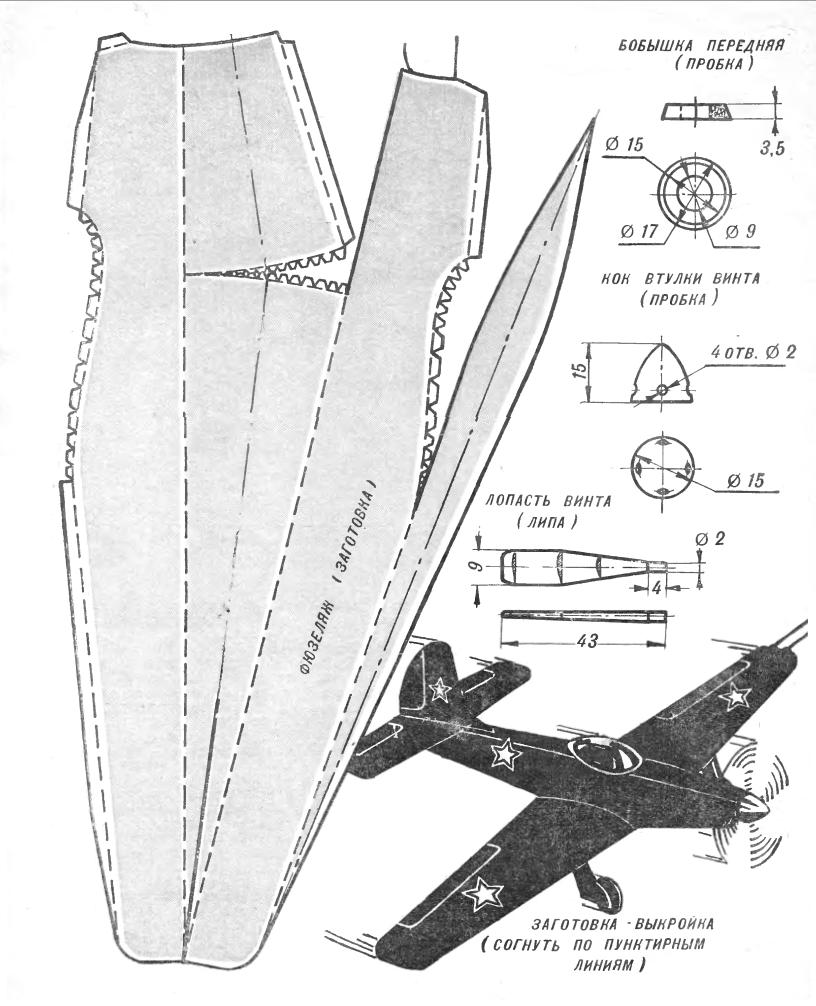 БОБЫШКА ПЕРЕДНЯЯ
(ПРОБКА)
3,5
Ø 15
Ø 17
Ø 9
КОК ВТУЛКИ ВИНТА
(ПРОБКА)
15
4 ОТВ. Ø 2
Ø 15
ЛОПАСТЬ ВИНТА
(ЛИПА)
Ø 2
9
4
43
ФЮЗЕЛЯЖ (ЗАГОТОВКА)
ЗАГОТОВКА - ВЫКРОЙКА
(СОГНУТЬ ПО ПУНКТИРНЫМ
ЛИНИЯМ)